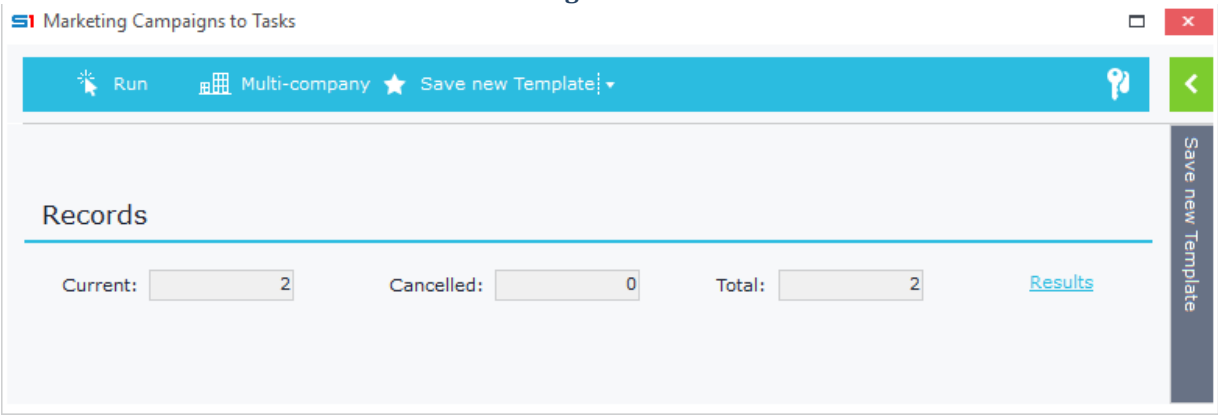 S1 Marketing Campaigns to Tasks
Run Multi-company Save new Template
Records
Current: 2 Cancelled: 0 Total: 2 Results
Save new Template